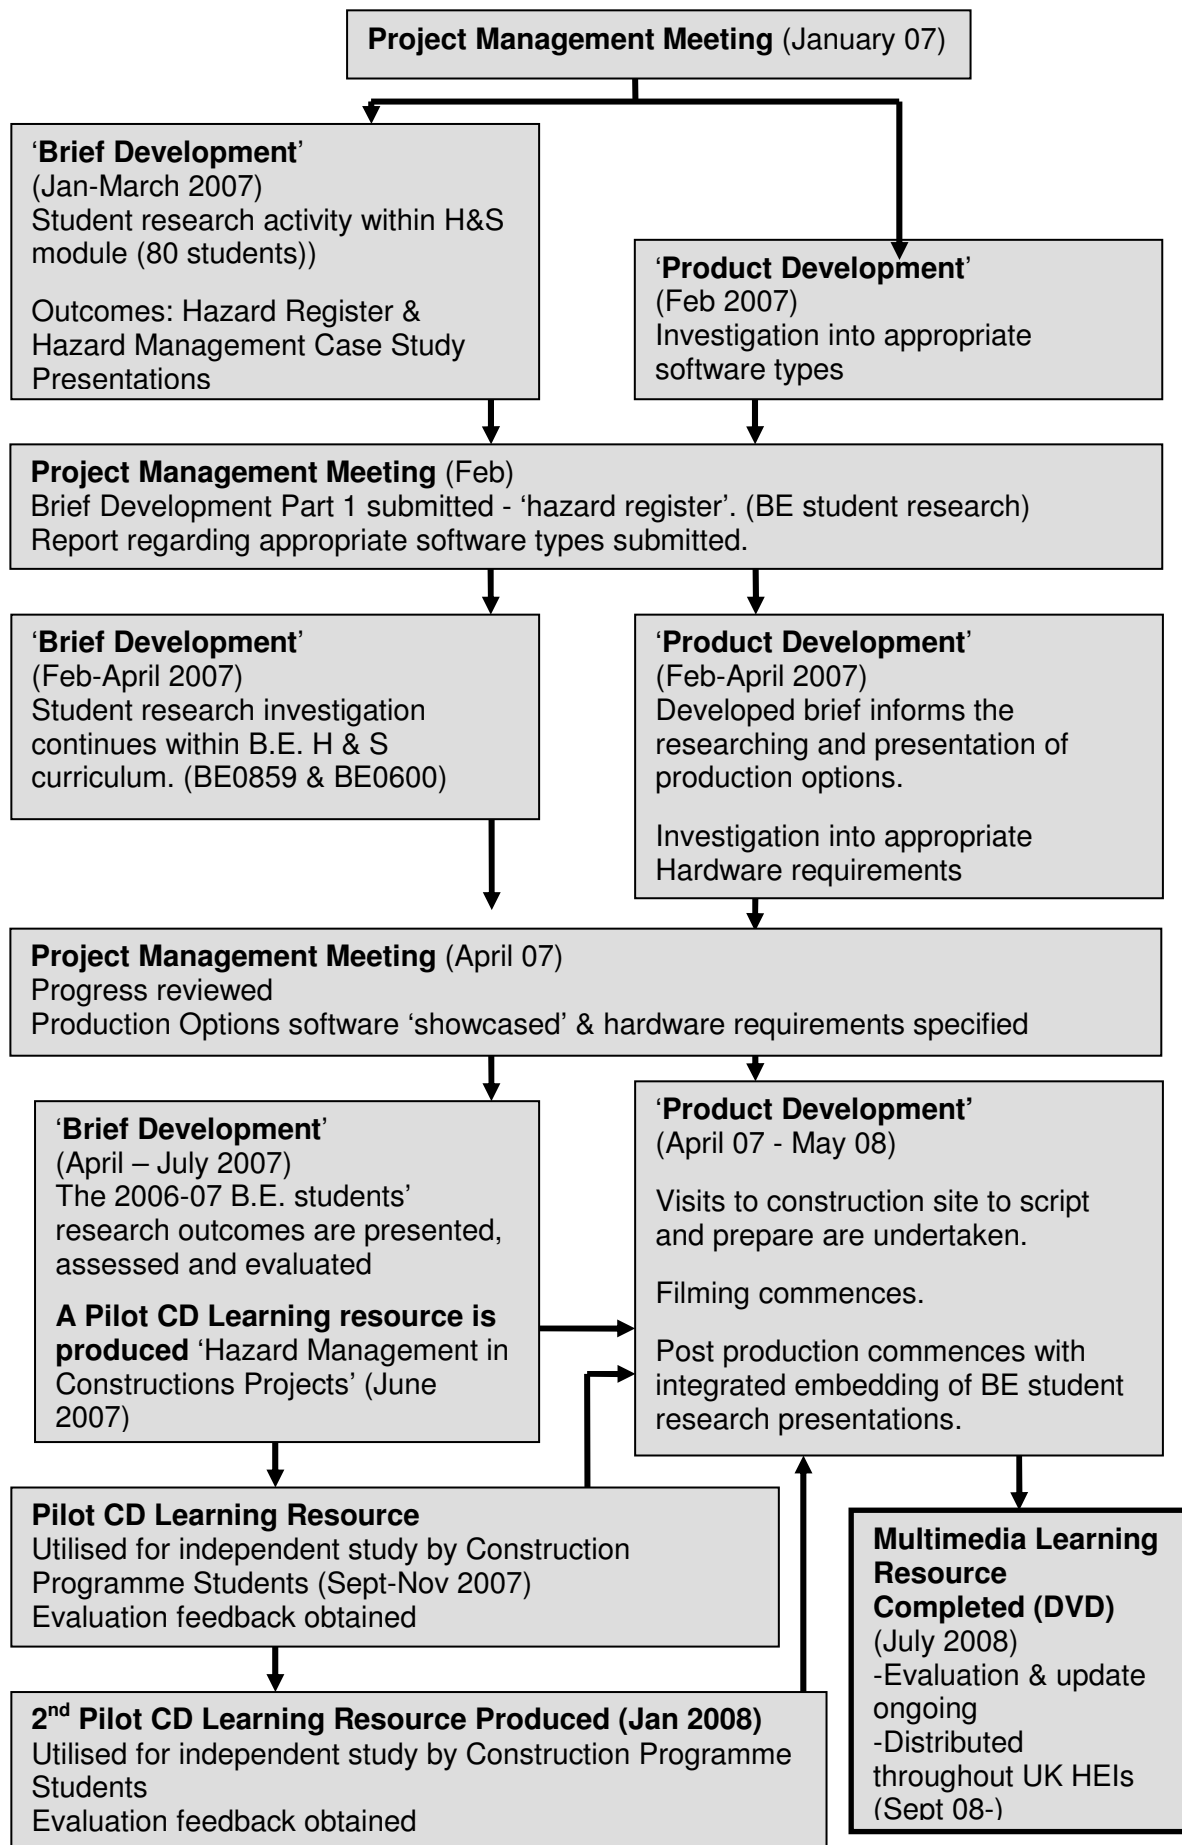 Project Management Meeting (January 07)
‘Brief Development’
(Jan-March 2007)
Student research activity within H&S
module (80 students))
Outcomes: Hazard Register &
Hazard Management Case Study
Presentations
‘Product Development’
(Feb 2007)
Investigation into appropriate
software types
Project Management Meeting (Feb)
Brief Development Part 1 submitted - ‘hazard register’. (BE student research)
Report regarding appropriate software types submitted.
‘Brief Development’
(Feb-April 2007)
Student research investigation
continues within B.E. H & S
curriculum. (BE0859 & BE0600)
‘Product Development’
(Feb-April 2007)
Developed brief informs the
researching and presentation of
production options.
Investigation into appropriate
Hardware requirements
Project Management Meeting (April 07)
Progress reviewed
Production Options software ‘showcased’ & hardware requirements specified
‘Brief Development’
(April – July 2007)
The 2006-07 B.E. students’
research outcomes are presented,
assessed and evaluated
A Pilot CD Learning resource is
produced ‘Hazard Management in
Constructions Projects’ (June
2007)
‘Product Development’
(April 07 - May 08)
Visits to construction site to script
and prepare are undertaken.
Filming commences.
Post production commences with
integrated embedding of BE student
research presentations.
Pilot CD Learning Resource
Utilised for independent study by Construction
Programme Students (Sept-Nov 2007)
Evaluation feedback obtained
2nd Pilot CD Learning Resource Produced (Jan 2008)
Utilised for independent study by Construction Programme
Students
Evaluation feedback obtained
Multimedia Learning
Resource
Completed (DVD)
(July 2008)
-Evaluation & update
ongoing
-Distributed
throughout UK HEIs
(Sept 08-)